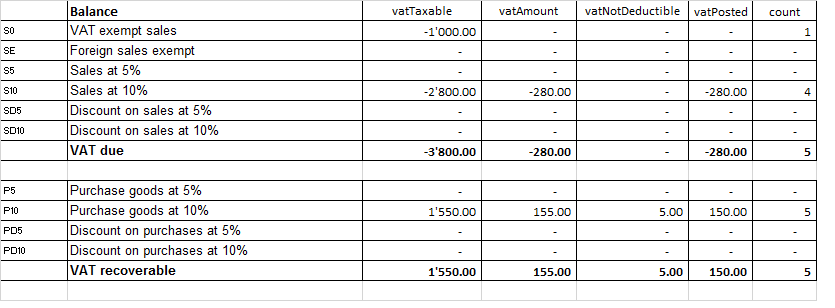 Balance vatTaxable vatAmount vatNotDeductible vatPosted count
S0 VAT exempt sales -1'000.00 - - - 1
SE Foreign sales exempt - - - - -
S5 Sales at 5% - - - - -
S10 Sales at 10% -2'800.00 -280.00 - -280.00 4
SD5 Discount on sales at 5% - - - - -
SD10 Discount on sales at 10% - - - - -
VAT due -3'800.00 -280.00 - -280.00 5
P5 Purchase goods at 5% - - - - -
P10 Purchase goods at 10% 1'550.00 155.00 5.00 150.00 5
PD5 Discount on purchases at 5% - - - - -
PD10 Discount on purchases at 10% - - - - -
VAT recoverable 1'550.00 155.00 5.00 150.00 5